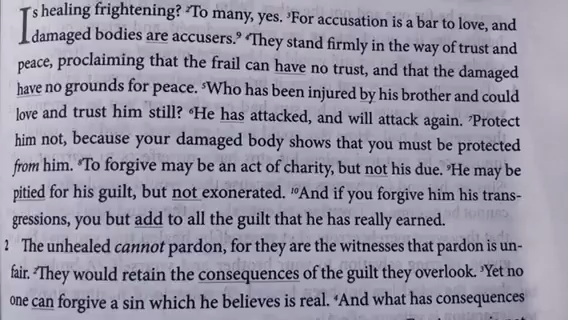 Is healing frightening? ²To many, yes. ³For accusation is a bar to love, and
damaged bodies are accusers.⁹ ⁴They stand firmly in the way of trust and
peace, proclaiming that the frail can have no trust, and that the damaged
have no grounds for peace. ⁵Who has been injured by his brother and could
love and trust him still? ⁶He has attacked, and will attack again. ⁷Protect
him not, because your damaged body shows that you must be protected
from him. ⁸To forgive may be an act of charity, but not his due. ⁹He may be
pitied for his guilt, but not exonerated. ¹⁰And if you forgive him his trans-
gressions, you but add to all the guilt that he has really earned.
2 The unhealed cannot pardon, for they are the witnesses that pardon is un-
fair. ²They would retain the consequences of the guilt they overlook. ³Yet no
one can forgive a sin which he believes is real. ⁴And what has consequences